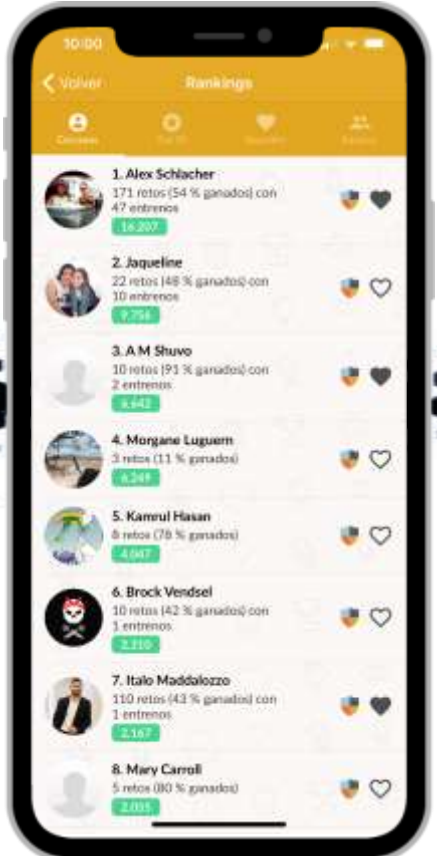 10:00
Volver
Rankings
Cercanos
Top 50
Favoritos
1. Alex Schlacher
171 retos (54 % ganados) con
47 entrenos
16,207
2. Jaqueline
22 retos (48 % ganados) con
10 entrenos
9,756
3. A M Shuvo
10 retos (91 % ganados) con
2 entrenos
6,642
4. Morgane Luguern
3 retos (11 % ganados)
6,249
5. Kamrul Hasan
8 retos (78 % ganados)
4,047
6. Brock Vendsel
10 retos (42 % ganados) con
1 entrenos
2,210
7. Italo Maddalozzo
110 retos (43 % ganados) con
1 entrenos
2,167
8. Mary Carroll
5 retos (80 % ganados)
2,035